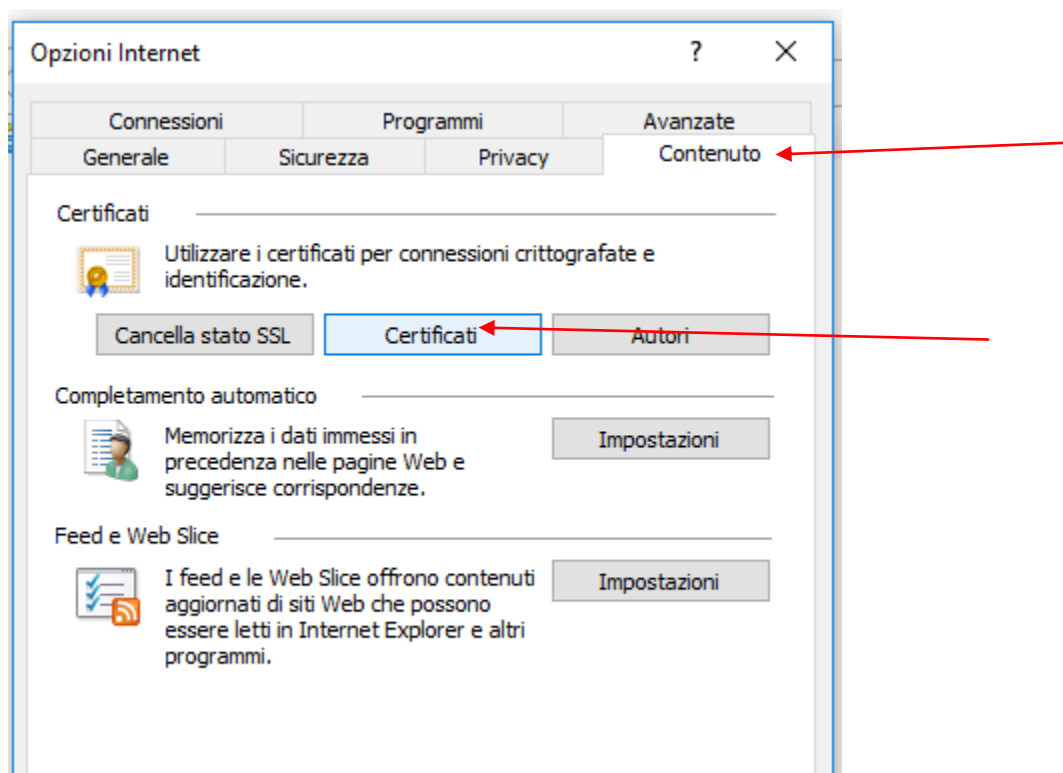 Opzioni Internet ?
Connessioni Programmi Avanzate
Generale Sicurezza Privacy Contenuto
Certificati
Utilizzare i certificati per connessioni crittografate e
identificazione.
Cancella stato SSL Certificati Autori
Completamento automatico
Memorizza i dati immessi in
precedenza nelle pagine Web e
suggerisce corrispondenze.
Impostazioni
Feed e Web Slice
I feed e le Web Slice offrono contenuti
aggiornati di siti Web che possono
essere letti in Internet Explorer e altri
programmi.
Impostazioni